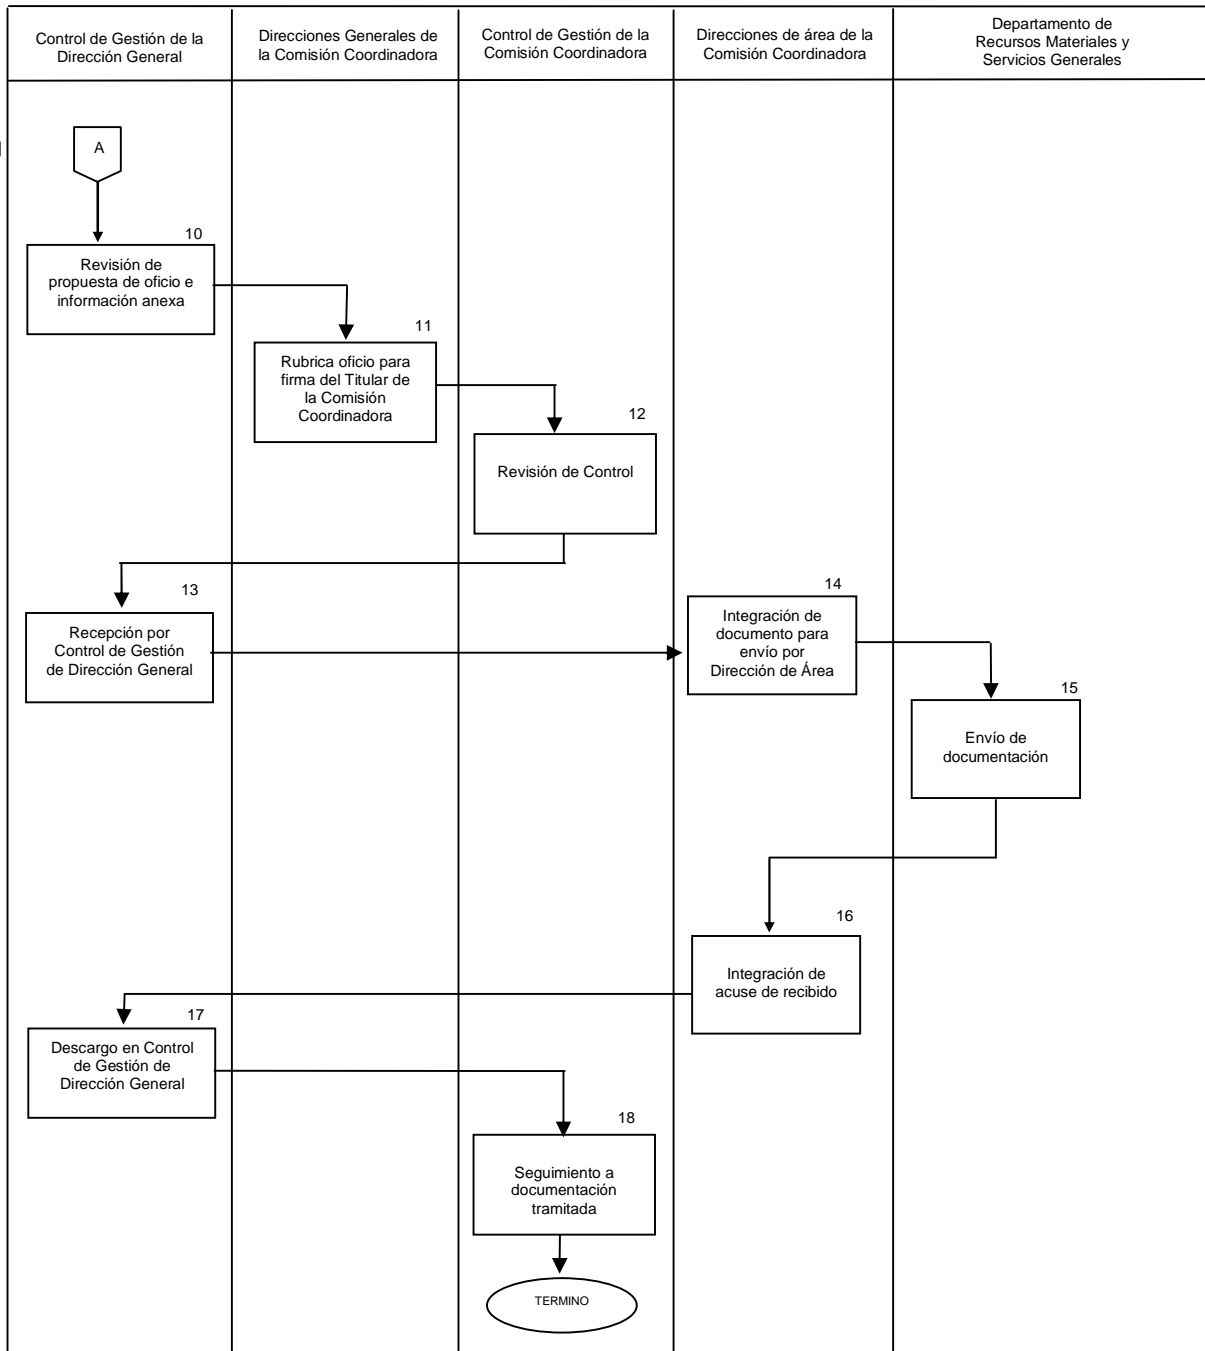 Control de Gestión de la
Dirección General
Direcciones Generales de
la Comisión Coordinadora
Control de Gestión de la
Comisión Coordinadora
Direcciones de área de la
Comisión Coordinadora
Departamento de
Recursos Materiales y
Servicios Generales
A
10
Revisión de
propuesta de oficio e
información anexa
11
Rubrica oficio para
firma del Titular de
la Comisión
Coordinadora
12
Revisión de Control
13
Recepción por
Control de Gestión
de Dirección General
14
Integración de
documento para
envío por
Dirección de Área
15
Envío de
documentación
16
Integración de
acuse de recibido
17
Descargo en Control
de Gestión de
Dirección General
18
Seguimiento a
documentación
tramitada
TERMINO